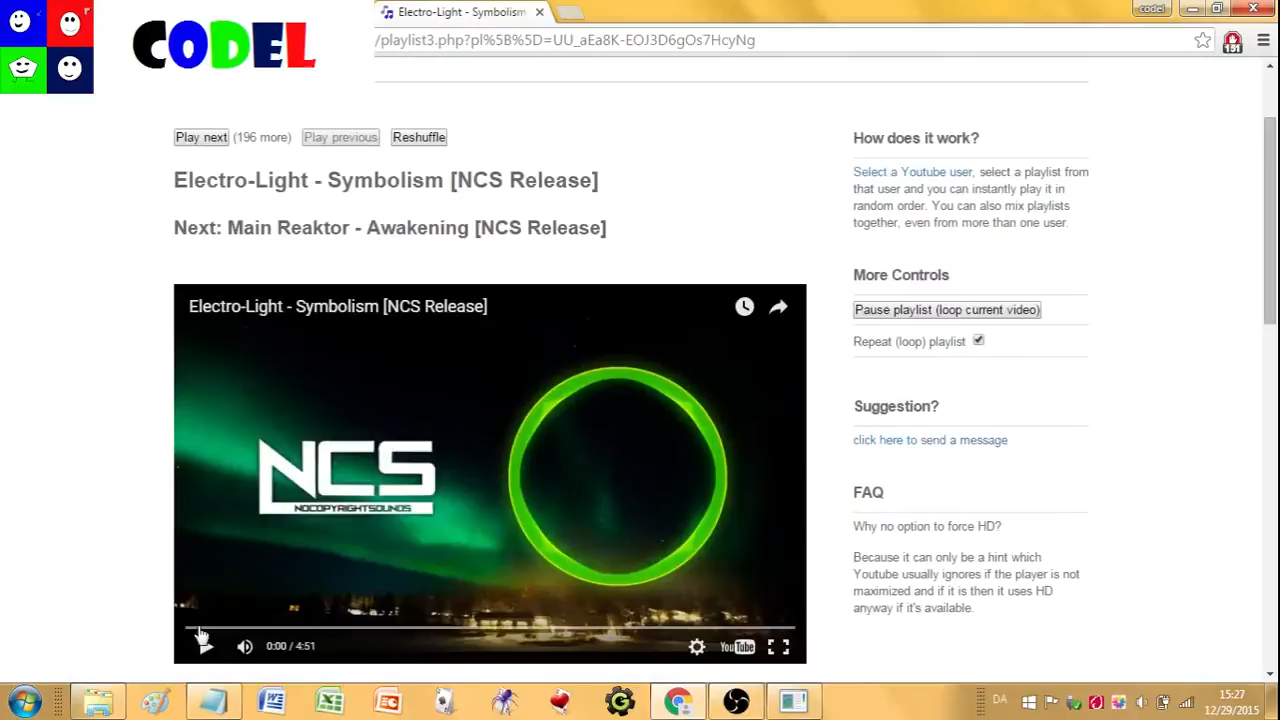 CODEL
Electro-Light - Symbolism
codel
/playlist3.php?pl%5B%5D=UU_aEa8K-EOJ3D6gOs7HcyNg
191
Play next (196 more) Play previous Reshuffle
Electro-Light - Symbolism [NCS Release]
Next: Main Reaktor - Awakening [NCS Release]
Electro-Light - Symbolism [NCS Release]
NCS
NOCOPYRIGHTSOUNDS
0:00 / 4:51
YouTube
How does it work?
Select a Youtube user, select a playlist from
that user and you can instantly play it in
random order. You can also mix playlists
together, even from more than one user.
More Controls
Pause playlist (loop current video)
Repeat (loop) playlist
Suggestion?
click here to send a message
FAQ
Why no option to force HD?
Because it can only be a hint which
Youtube usually ignores if the player is not
maximized and if it is then it uses HD
anyway if it's available.
DA
15:27
12/29/2015